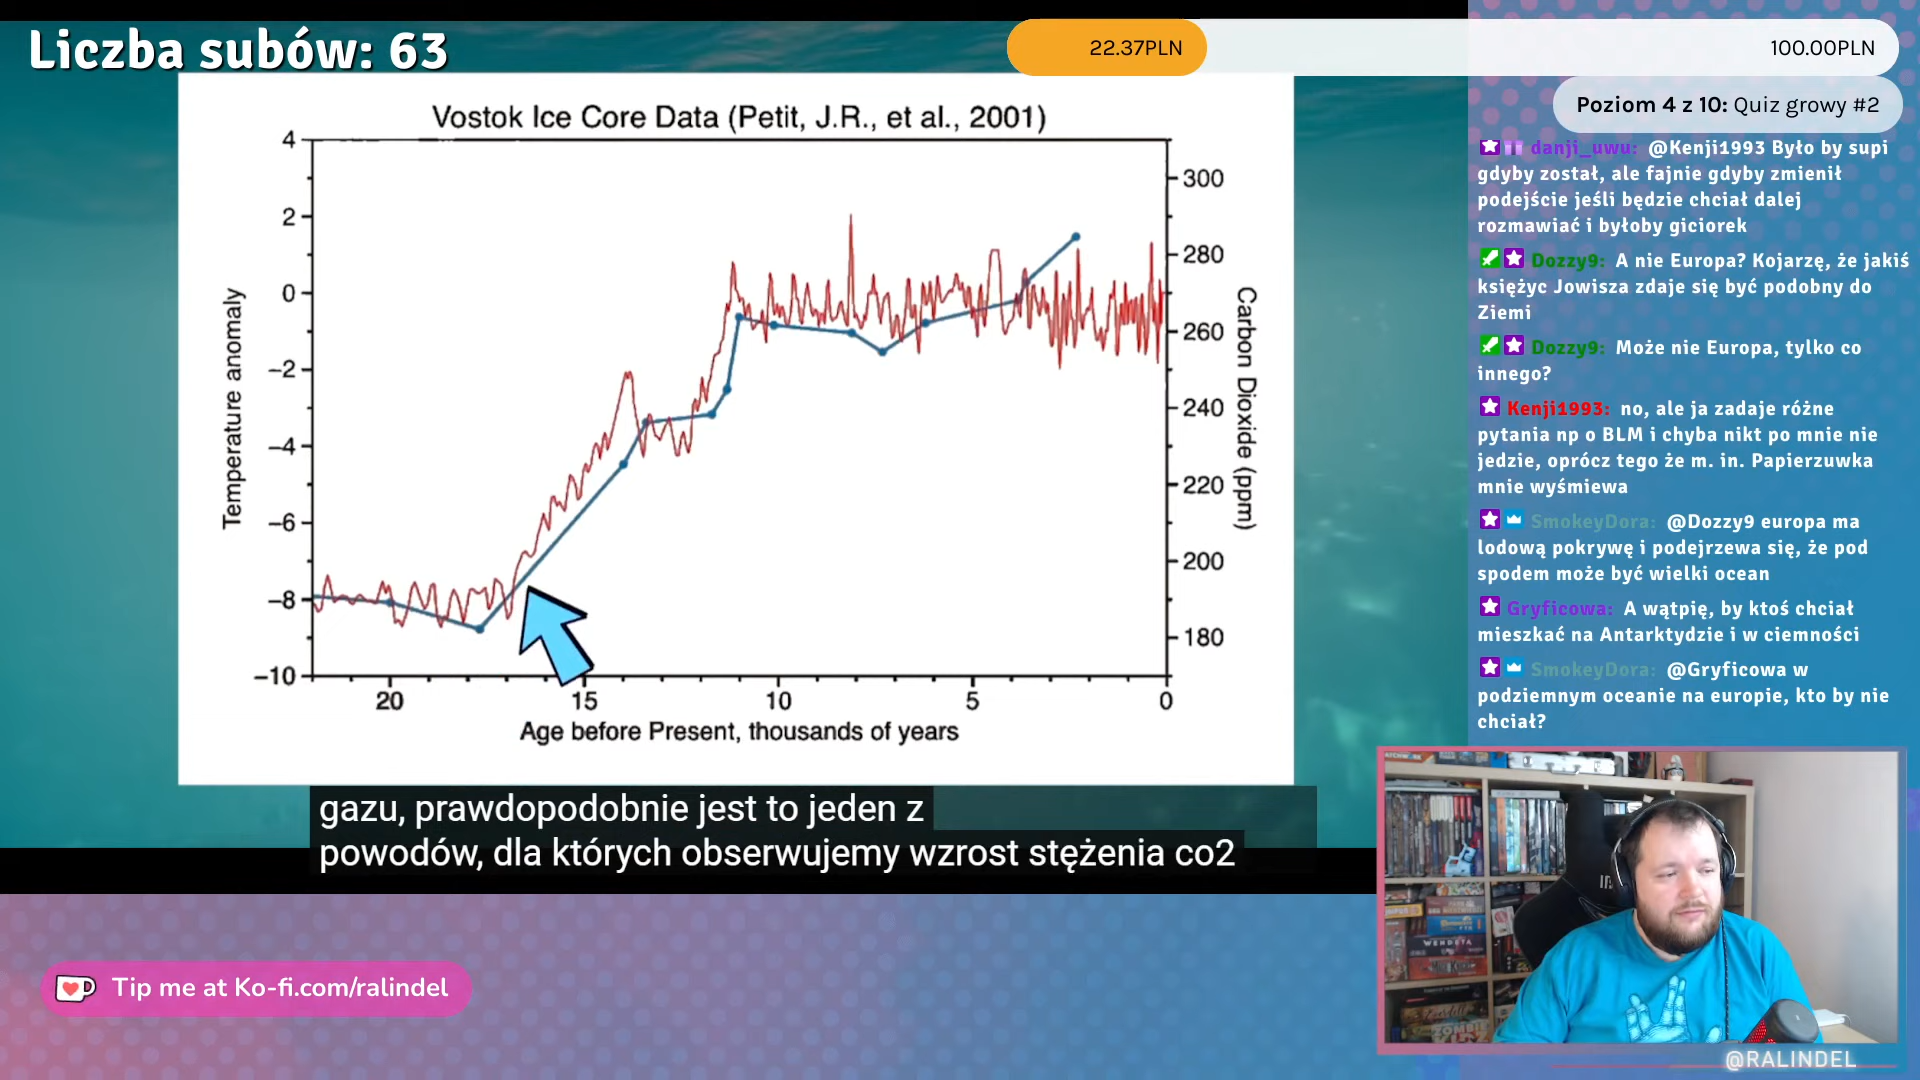 Liczba subów: 63
22.37PLN
100.00PLN
Poziom 4 z 10: Quiz growy #2
Vostok Ice Core Data (Petit, J.R., et al., 2001)
4
2
0
−2
−4
−6
−8
−10
Temperature anomaly
300
280
260
240
220
200
180
Carbon Dioxide (ppm)
20
15
10
5
0
Age before Present, thousands of years
gazu, prawdopodobnie jest to jeden z
powodów, dla których obserwujemy wzrost stężenia co2
danji_uwu: @Kenji1993 Było by supi
gdyby został, ale fajnie gdyby zmienił
podejście jeśli będzie chciał dalej
rozmawiać i byłoby giciorek
Dozzy9: A nie Europa? Kojarzę, że jakiś
księżyc Jowisza zdaje się być podobny do
Ziemi
Dozzy9: Może nie Europa, tylko co
innego?
Kenji1993: no, ale ja zadaje różne
pytania np o BLM i chyba nikt po mnie nie
jedzie, oprócz tego że m. in. Papierzuwka
mnie wyśmiewa
SmokeyDora: @Dozzy9 europa ma
lodową pokrywę i podejrzewa się, że pod
spodem może być wielki ocean
Gryficowa: A wątpię, by ktoś chciał
mieszkać na Antarktydzie i w ciemności
SmokeyDora: @Gryficowa w
podziemnym oceanie na europie, kto by nie
chciał?
WENDETA
ZOMBIE
Tip me at Ko-fi.com/ralindel
@RALINDEL